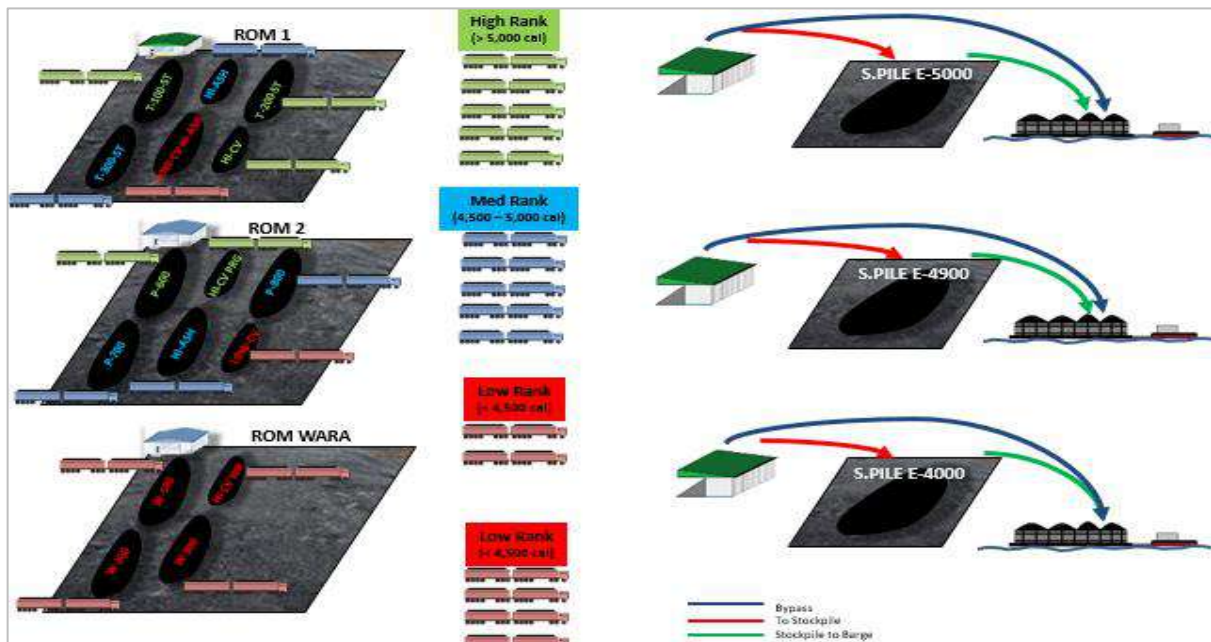 ROM 1
T-100-ST
HI-ASH
T-200-ST
T-300-ST
HI-CV
ROM 2
P-600
HI-CV PRG
P-800
P-700
HI-ASH
LOW-CV
ROM WARA
High Rank
(> 5,000 cal)
Med Rank
(4,500 – 5,000 cal)
Low Rank
(< 4,500 cal)
Low Rank
(< 4,500 cal)
S.PILE E-5000
S.PILE E-4900
S.PILE E-4000
Bypass
To Stockpile
Stockpile to Barge